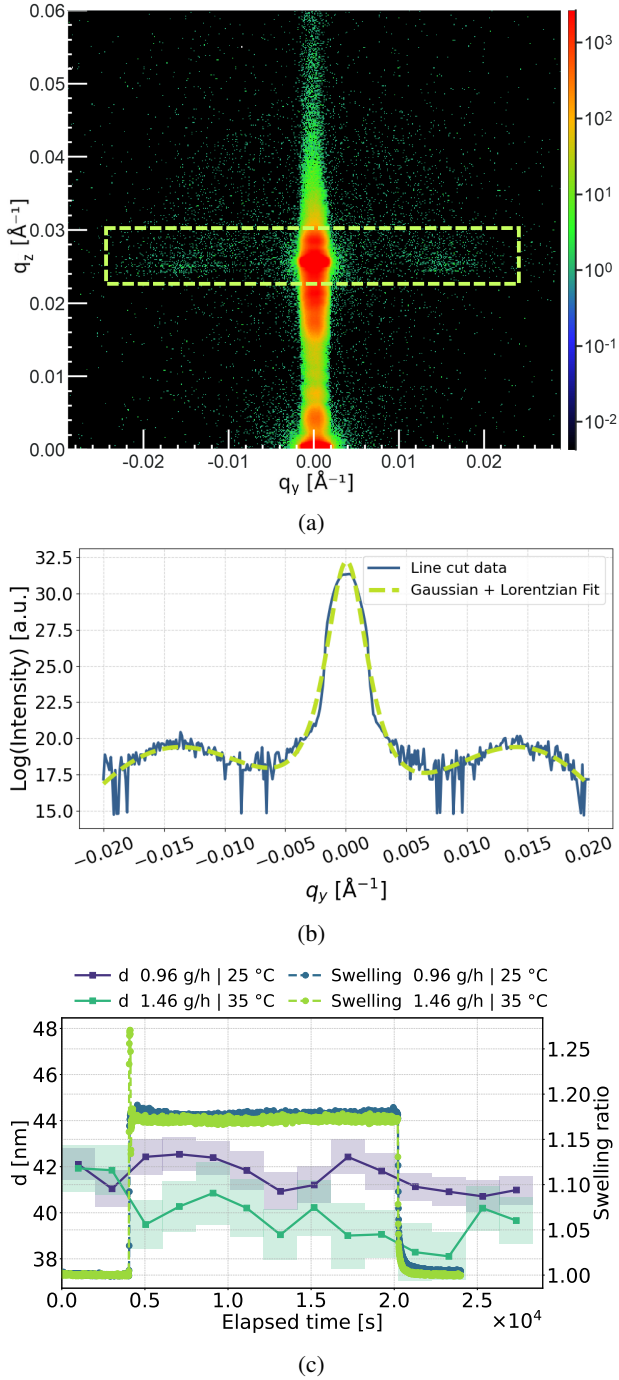 0.06
0.05
0.04
0.03
0.02
0.01
0.00
q_z [Å⁻¹]
-0.02 -0.01 0.00 0.01 0.02
q_y [Å⁻¹]
10³
10²
10¹
10⁰
10⁻¹
10⁻²
(a)
32.5
30.0
27.5
25.0
22.5
20.0
17.5
15.0
Log(Intensity) [a.u.]
Line cut data
Gaussian + Lorentzian Fit
−0.020 −0.015 −0.010 −0.005 0.000 0.005 0.010 0.015 0.020
q_y [Å⁻¹]
(b)
d 0.96 g/h | 25 °C Swelling 0.96 g/h | 25 °C
d 1.46 g/h | 35 °C Swelling 1.46 g/h | 35 °C
48
46
44
42
40
38
d [nm]
1.25
1.20
1.15
1.10
1.05
1.00
Swelling ratio
0.0 0.5 1.0 1.5 2.0 2.5
Elapsed time [s]
×10⁴
(c)